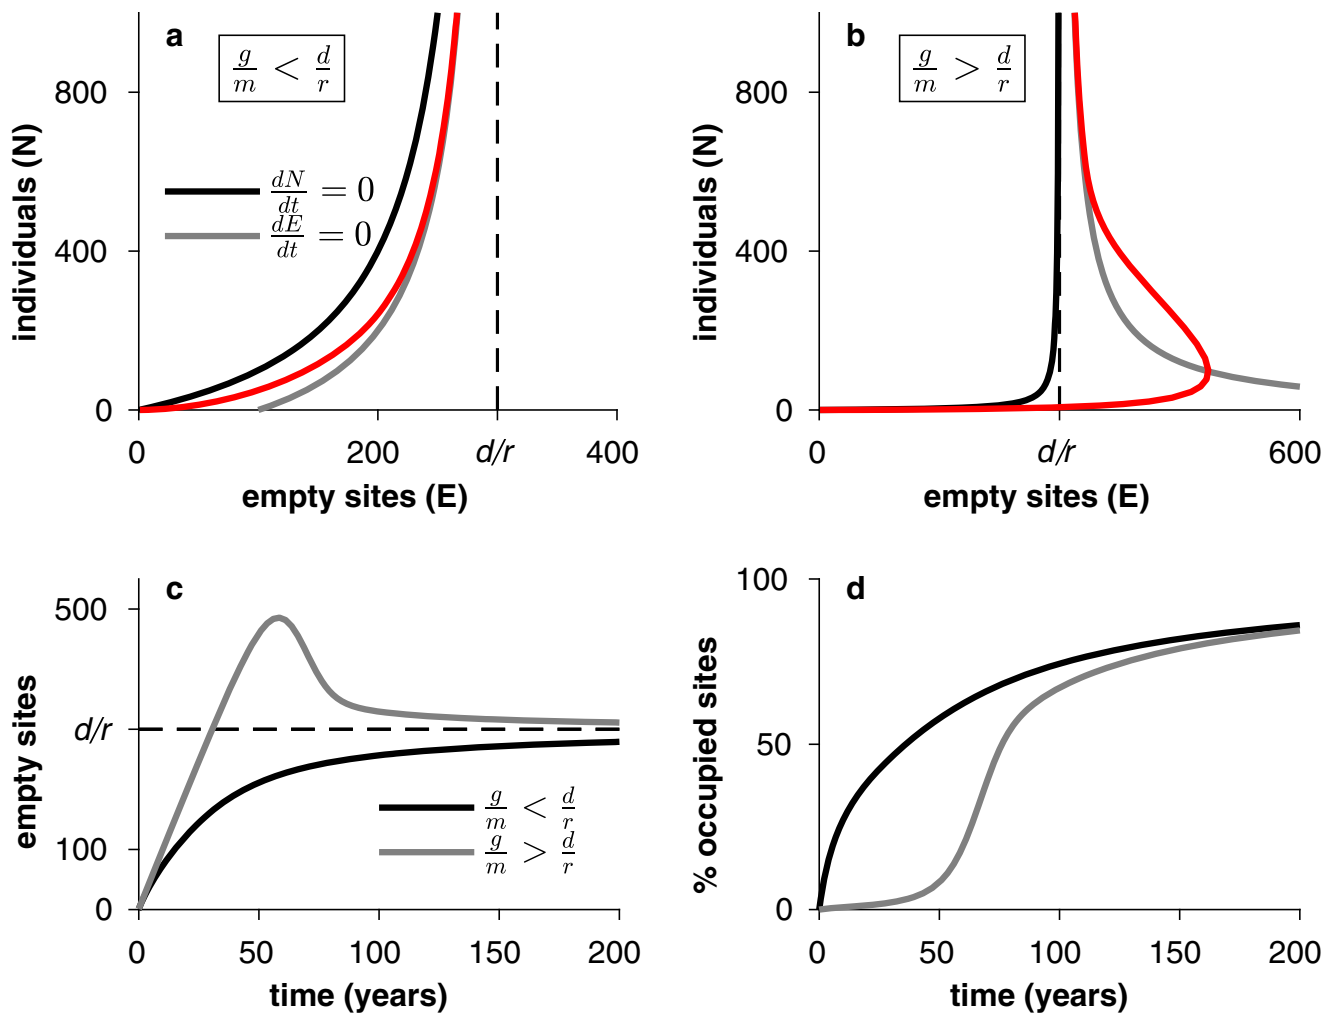 a
g/m < d/r
800
400
0
individuals (N)
dN/dt = 0
dE/dt = 0
0 200 d/r 400
empty sites (E)
b
g/m > d/r
800
400
0
individuals (N)
0 d/r 600
empty sites (E)
c
500
d/r
100
0
empty sites
g/m < d/r
g/m > d/r
0 50 100 150 200
time (years)
d
100
50
0
% occupied sites
0 50 100 150 200
time (years)